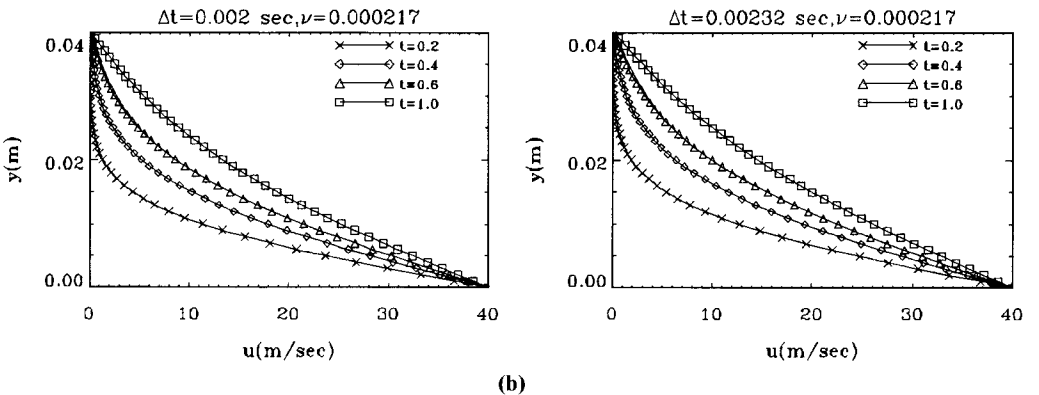 Δt=0.002 sec,ν=0.000217
0.04
0.02
0.00
y(m)
t=0.2
t=0.4
t=0.6
t=1.0
0 10 20 30 40
u(m/sec)
Δt=0.00232 sec,ν=0.000217
0.04
0.02
0.00
y(m)
t=0.2
t=0.4
t=0.6
t=1.0
0 10 20 30 40
u(m/sec)
(b)